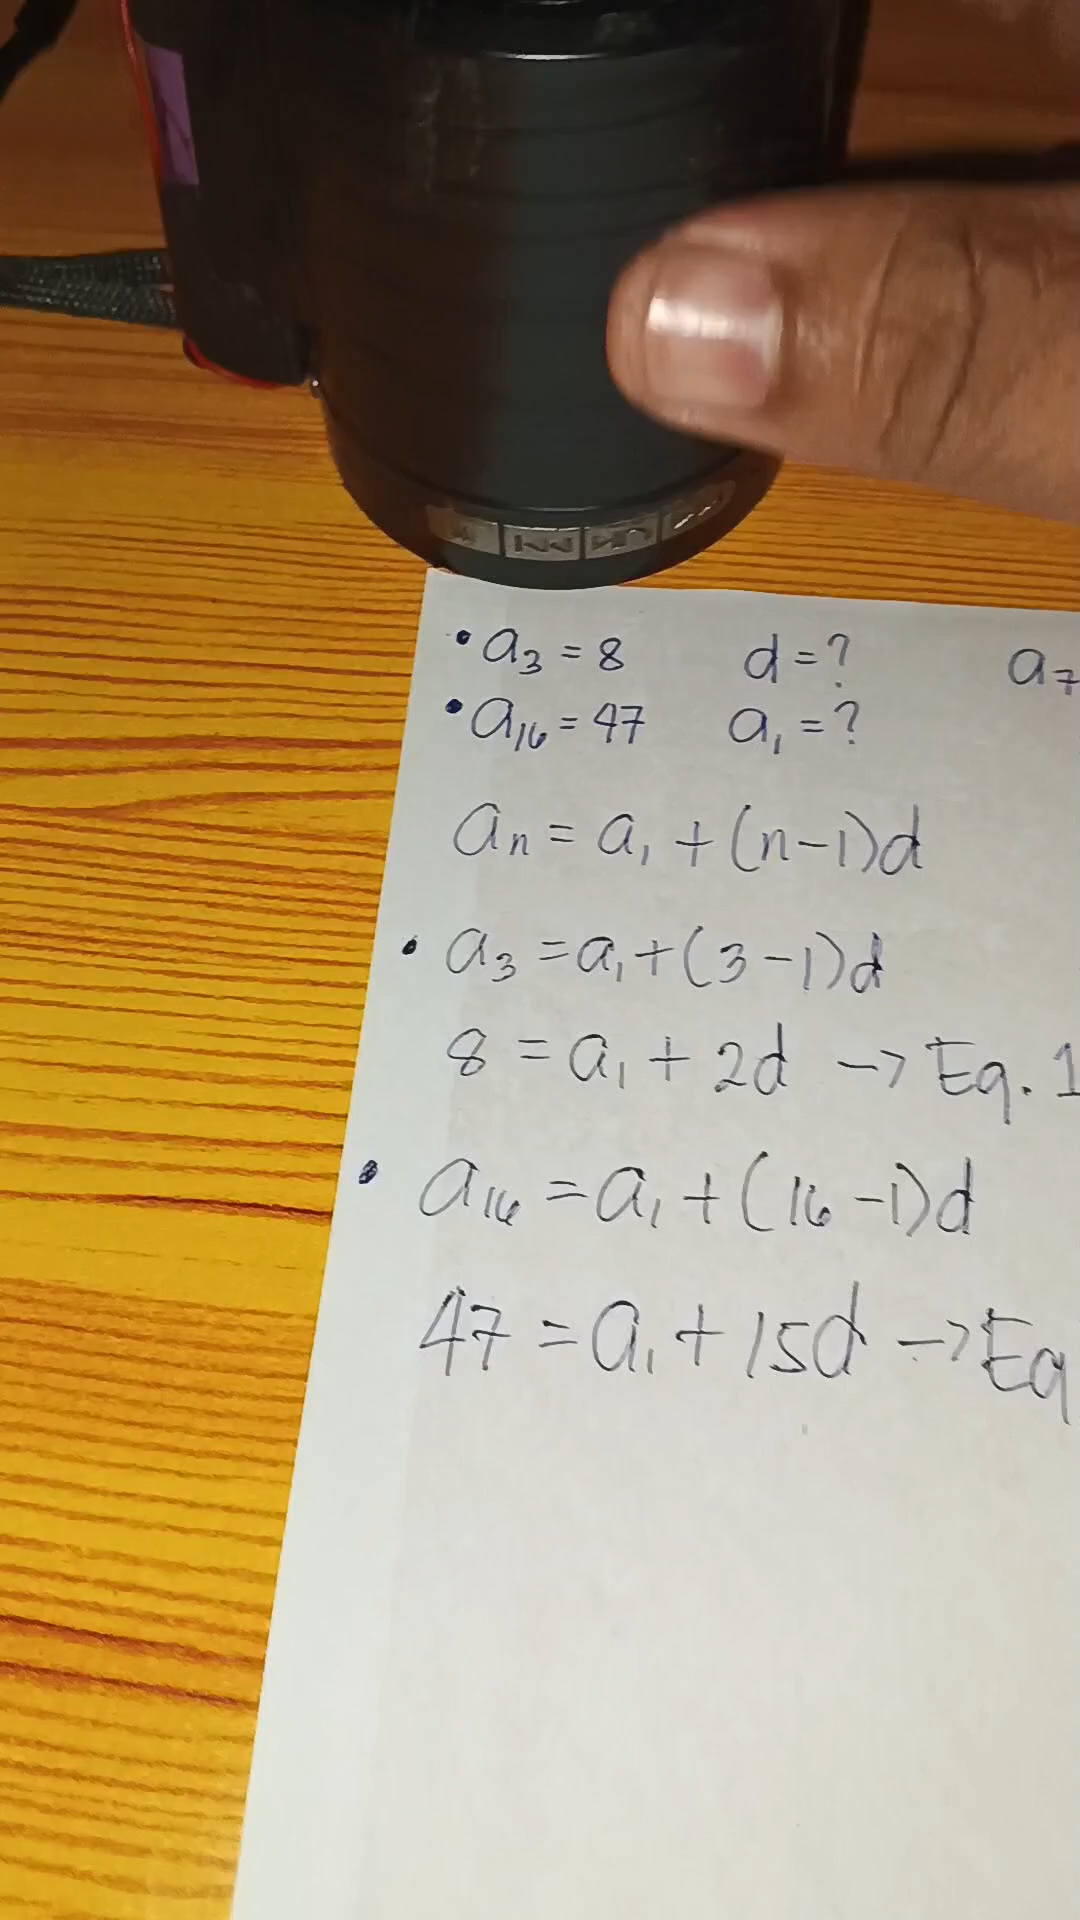 • a₃ = 8 d = ? a₇
• a₁₆ = 47 a₁ = ?
aₙ = a₁ + (n-1)d
• a₃ = a₁ + (3-1)d
8 = a₁ + 2d → Eq. 1
• a₁₆ = a₁ + (16-1)d
47 = a₁ + 15d → Eq